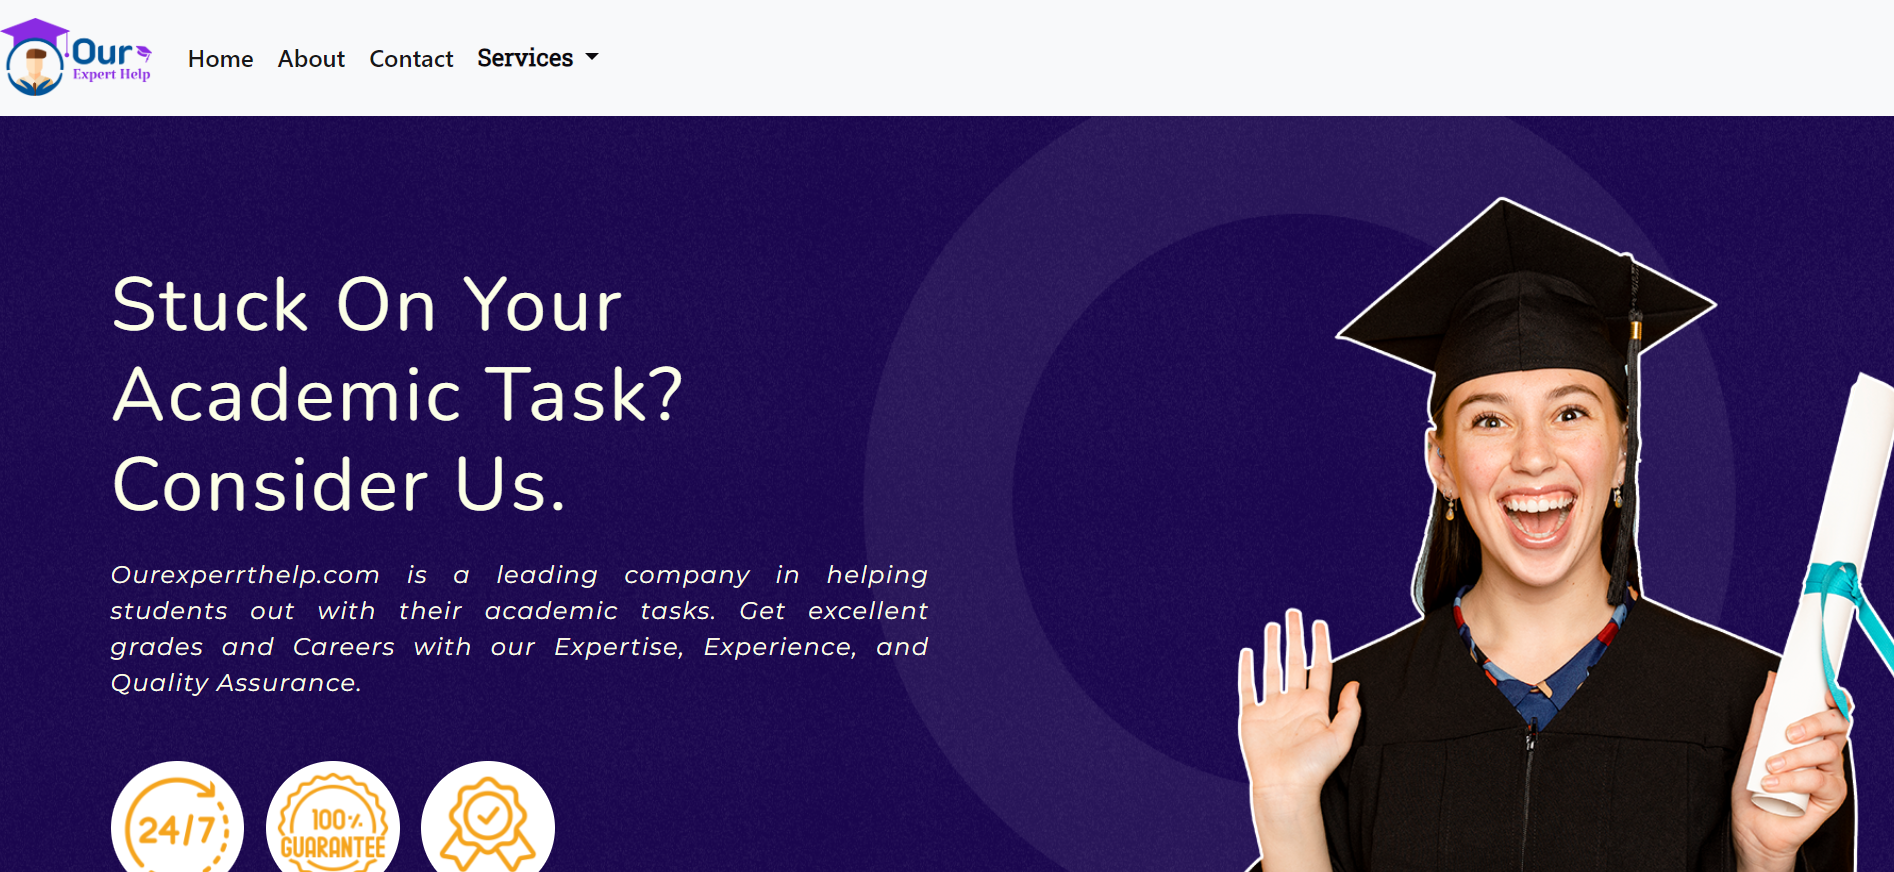 Our
Expert Help
Home About Contact Services
Stuck On Your
Academic Task?
Consider Us.
Ourexperrthelp.com is a leading company in helping
students out with their academic tasks. Get excellent
grades and Careers with our Expertise, Experience, and
Quality Assurance.
24/7
100%
GUARANTEE